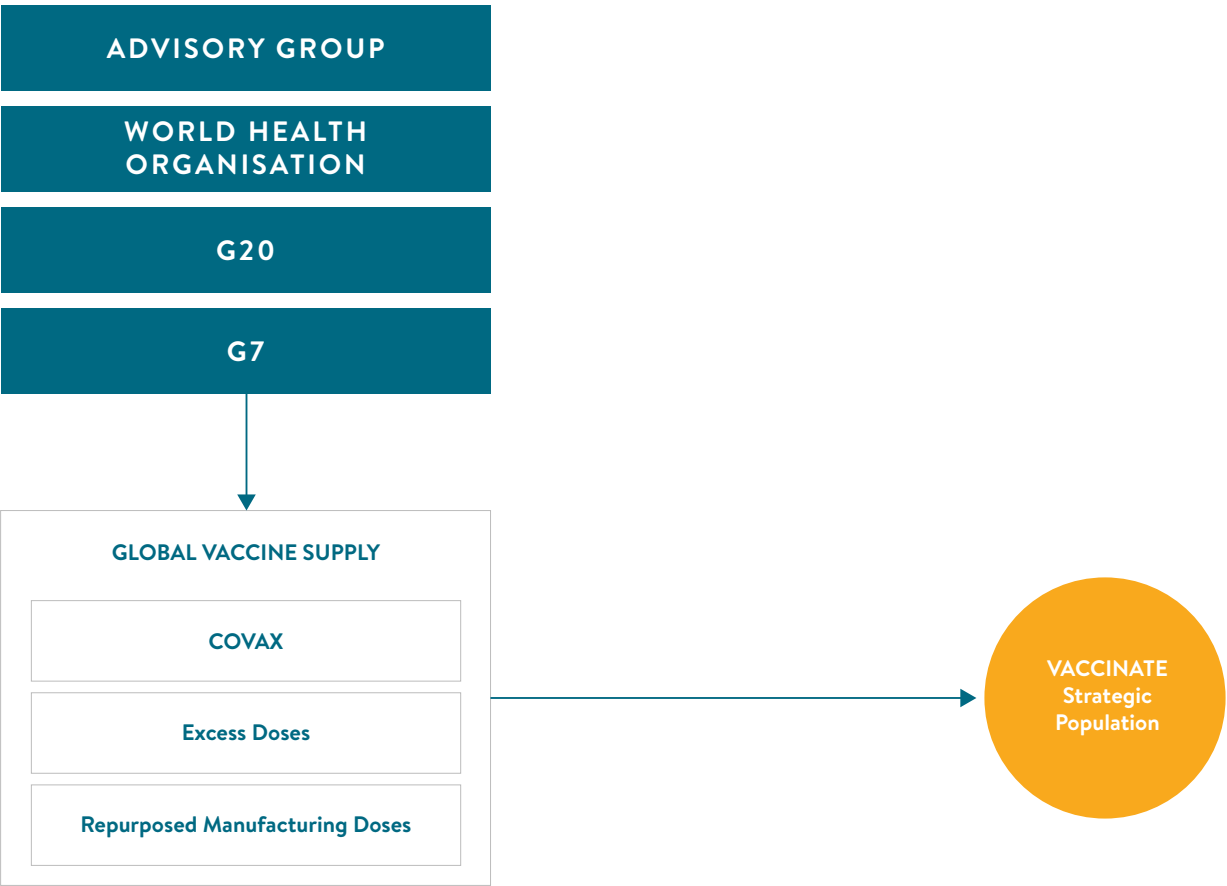 ADVISORY GROUP
WORLD HEALTH
ORGANISATION
G20
G7
GLOBAL VACCINE SUPPLY
COVAX
Excess Doses
Repurposed Manufacturing Doses
VACCINATE
Strategic
Population